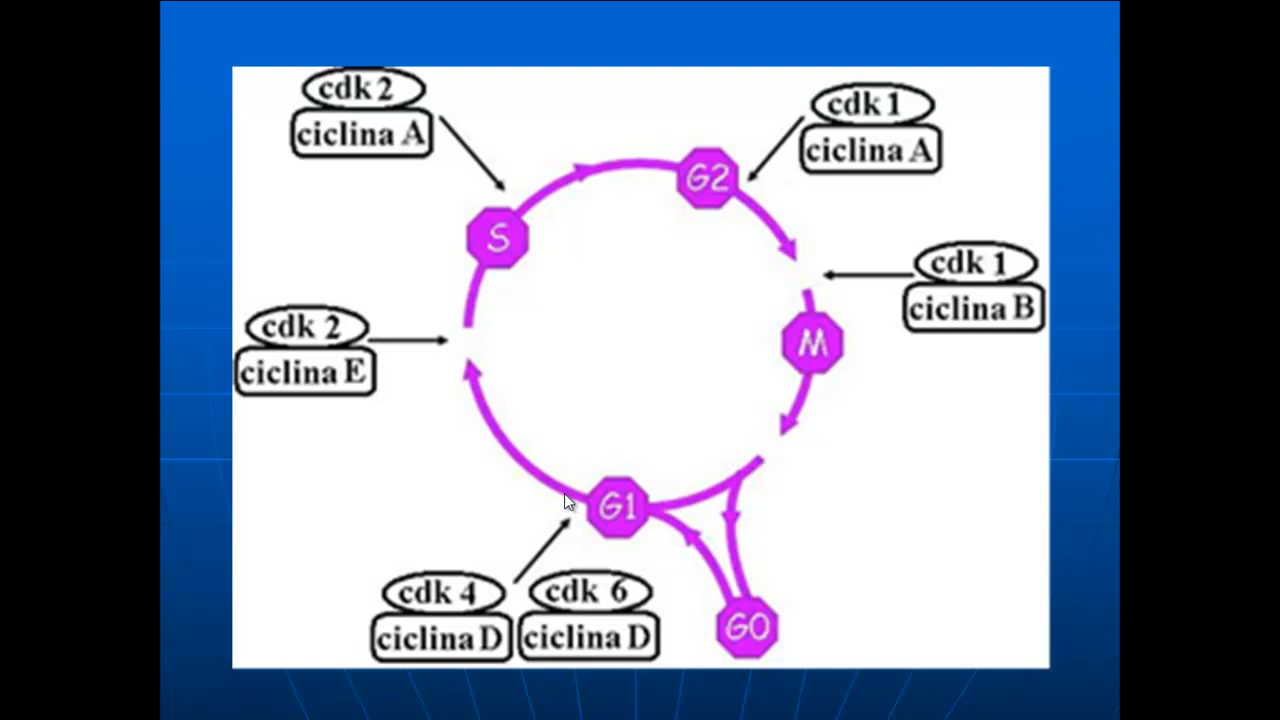 cdk 2
ciclina A
cdk 1
ciclina A
G2
S
cdk 1
ciclina B
cdk 2
ciclina E
M
G1
cdk 4
ciclina D
cdk 6
ciclina D
G0